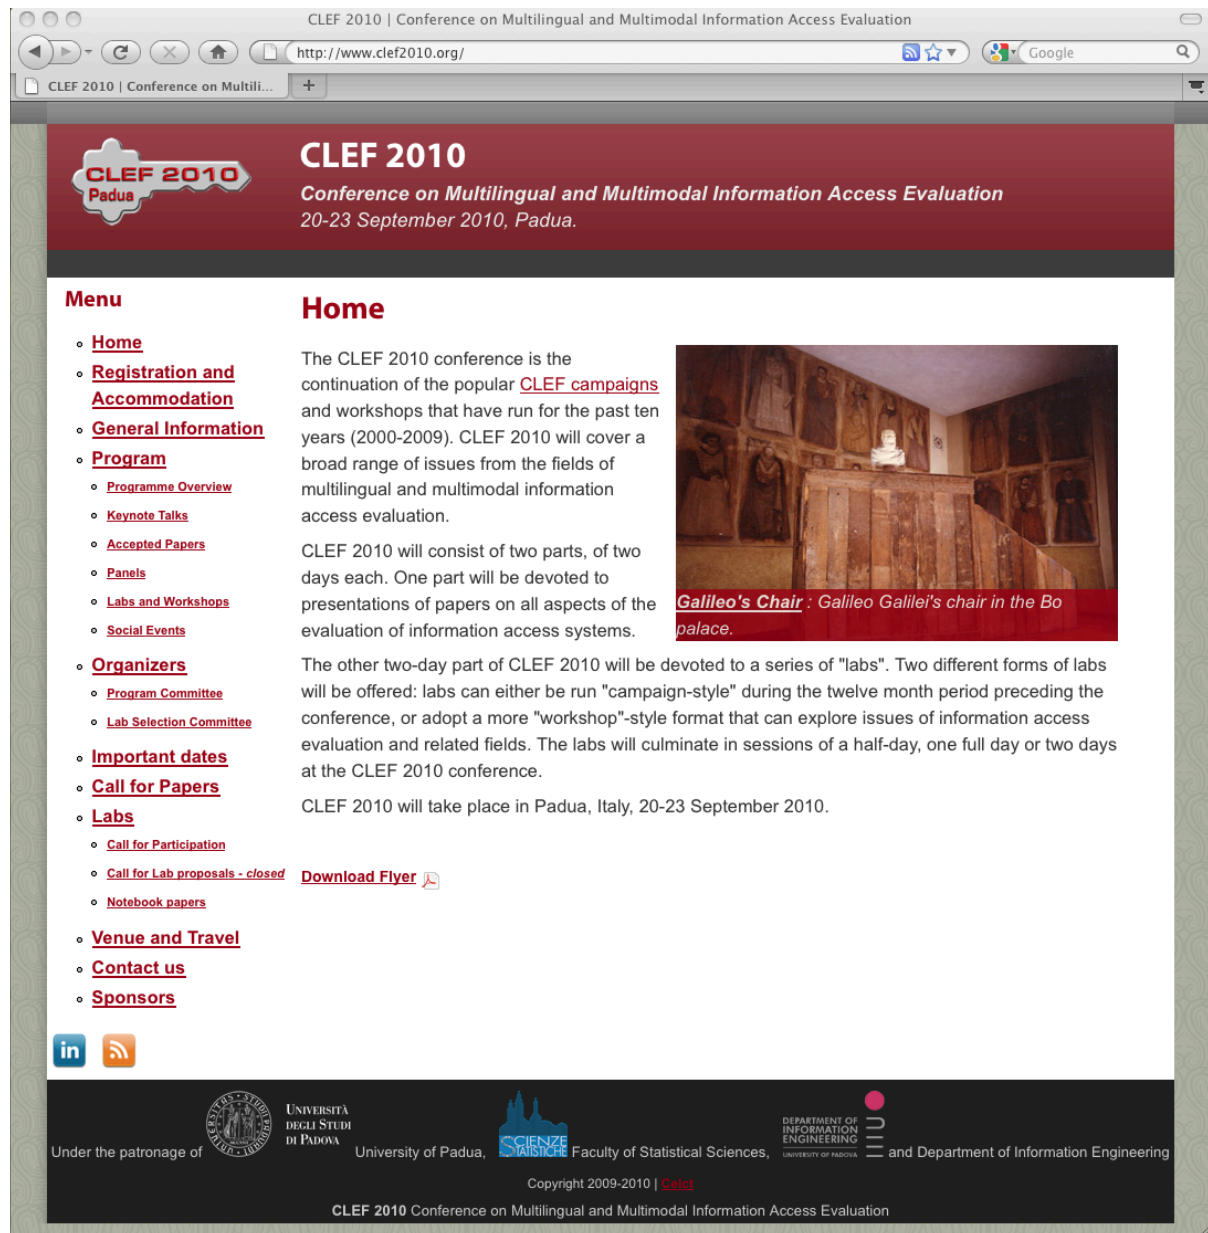 CLEF 2010 | Conference on Multilingual and Multimodal Information Access Evaluation
http://www.clef2010.org/
Google
CLEF 2010 | Conference on Multili...
CLEF 2010
Padua
CLEF 2010
Conference on Multilingual and Multimodal Information Access Evaluation
20-23 September 2010, Padua.
Menu
Home
Registration and
Accommodation
General Information
Program
Programme Overview
Keynote Talks
Accepted Papers
Panels
Labs and Workshops
Social Events
Organizers
Program Committee
Lab Selection Committee
Important dates
Call for Papers
Labs
Call for Participation
Call for Lab proposals - closed
Notebook papers
Venue and Travel
Contact us
Sponsors
in
Home
The CLEF 2010 conference is the
continuation of the popular CLEF campaigns
and workshops that have run for the past ten
years (2000-2009). CLEF 2010 will cover a
broad range of issues from the fields of
multilingual and multimodal information
access evaluation.
CLEF 2010 will consist of two parts, of two
days each. One part will be devoted to
presentations of papers on all aspects of the
evaluation of information access systems.
Galileo's Chair : Galileo Galilei's chair in the Bo
palace.
The other two-day part of CLEF 2010 will be devoted to a series of "labs". Two different forms of labs
will be offered: labs can either be run "campaign-style" during the twelve month period preceding the
conference, or adopt a more "workshop"-style format that can explore issues of information access
evaluation and related fields. The labs will culminate in sessions of a half-day, one full day or two days
at the CLEF 2010 conference.
CLEF 2010 will take place in Padua, Italy, 20-23 September 2010.
Download Flyer
Under the patronage of
UNIVERSITÀ
DEGLI STUDI
DI PADOVA
University of Padua,
SCIENZE
STATISTICHE
Faculty of Statistical Sciences,
DEPARTMENT OF
INFORMATION
ENGINEERING
UNIVERSITY OF PADOVA
and Department of Information Engineering
Copyright 2009-2010 | Celct
CLEF 2010 Conference on Multilingual and Multimodal Information Access Evaluation